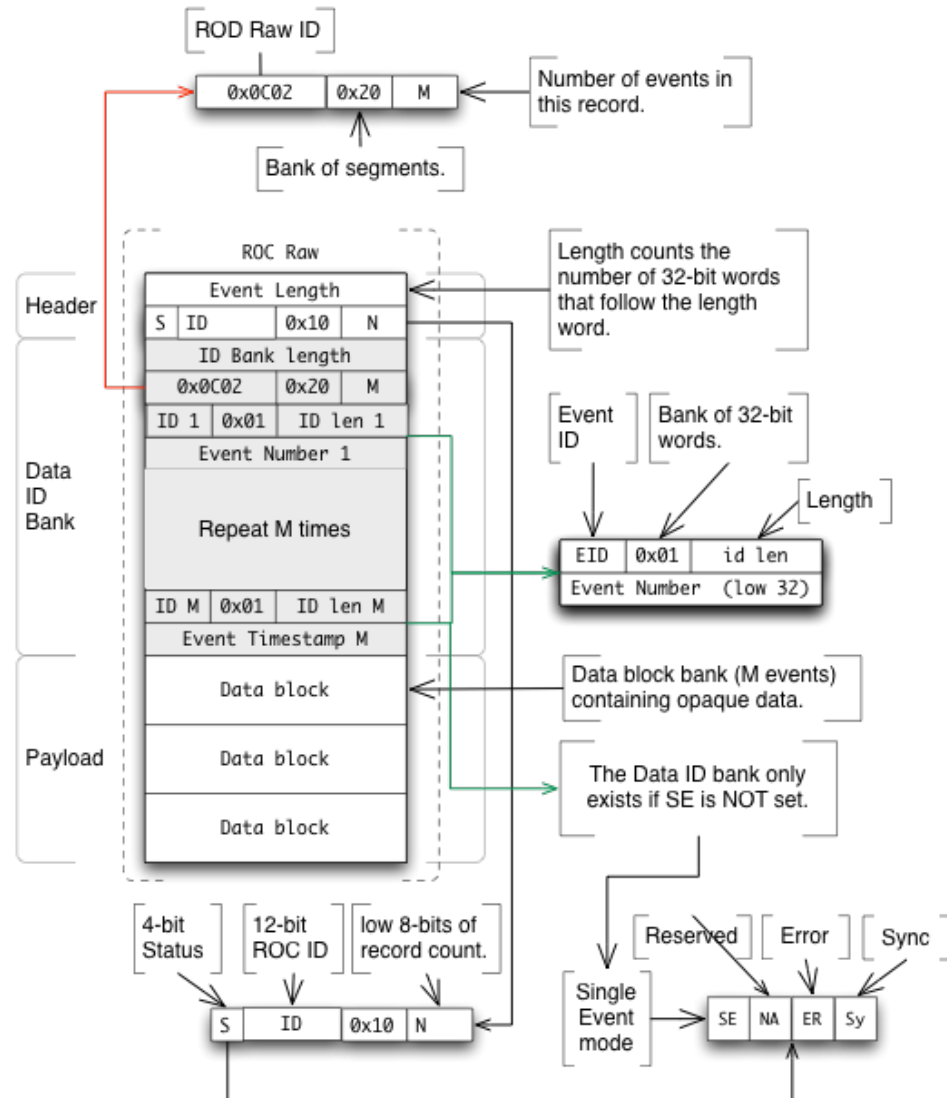 ROD Raw ID
0x0C02 0x20 M
Number of events in
this record.
Bank of segments.
ROC Raw
Header
Event Length
S ID 0x10 N
Length counts the
number of 32-bit words
that follow the length
word.
Data
ID
Bank
ID Bank length
0x0C02 0x20 M
ID 1 0x01 ID len 1
Event Number 1
Repeat M times
ID M 0x01 ID len M
Event Timestamp M
Event
ID
Bank of 32-bit
words.
Length
EID 0x01 id len
Event Number (low 32)
Payload
Data block
Data block
Data block
Data block bank (M events)
containing opaque data.
The Data ID bank only
exists if SE is NOT set.
4-bit
Status
12-bit
ROC ID
low 8-bits of
record count.
S ID 0x10 N
Single
Event
mode
Reserved
Error
Sync
SE NA ER Sy